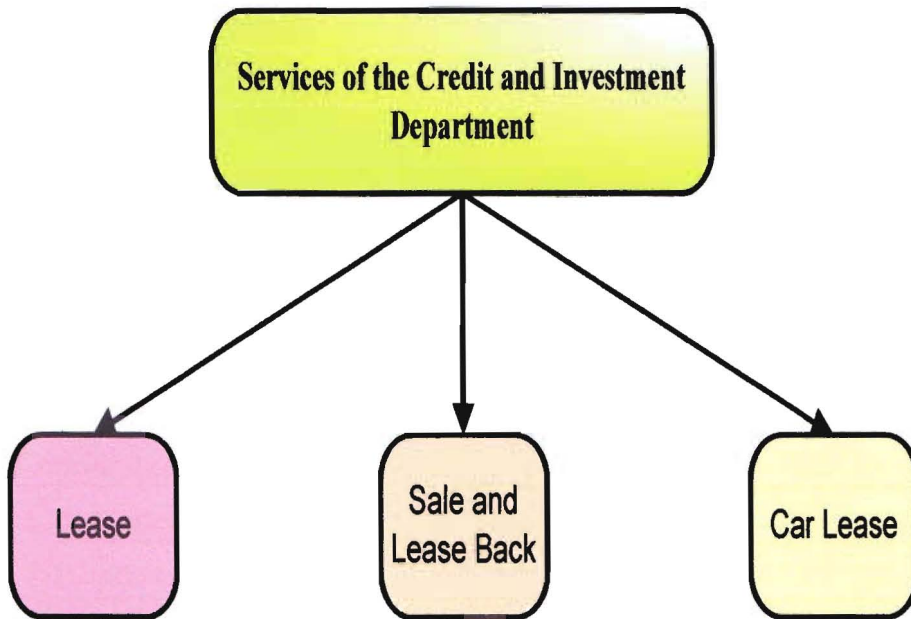 Services of the Credit and Investment
Department
Lease
Sale and
Lease Back
Car Lease